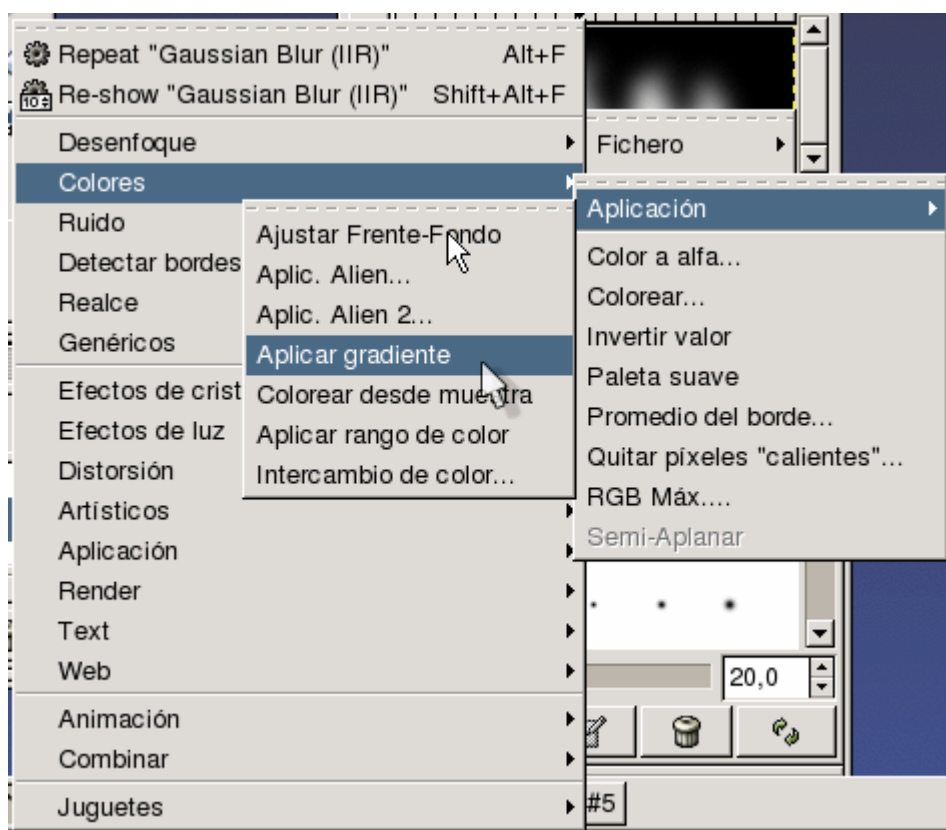 Repeat "Gaussian Blur (IIR)" Alt+F
Re-show "Gaussian Blur (IIR)" Shift+Alt+F
Desenfoque
Colores
Ruido
Detectar bordes
Realce
Genéricos
Efectos de crist
Efectos de luz
Distorsión
Artísticos
Aplicación
Render
Text
Web
Animación
Combinar
Juguetes
Ajustar Frente-Fondo
Aplic. Alien...
Aplic. Alien 2...
Aplicar gradiente
Colorear desde muestra
Aplicar rango de color
Intercambio de color...
Fichero
Aplicación
Color a alfa...
Colorear...
Invertir valor
Paleta suave
Promedio del borde...
Quitar píxeles "calientes"...
RGB Máx....
Semi-Aplanar
20,0
#5
10